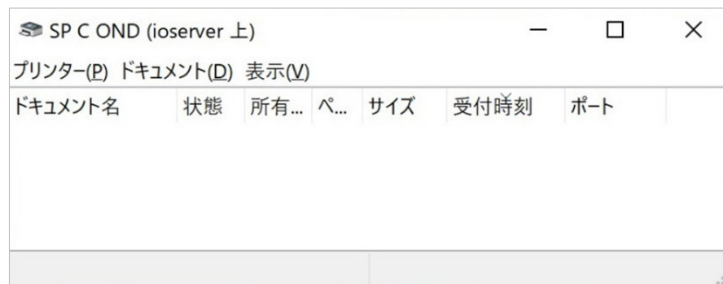 SP C OND (ioserver 上)
プリンター(P) ドキュメント(D) 表示(V)
ドキュメント名 状態 所有... ペ... サイズ 受付時刻 ポート